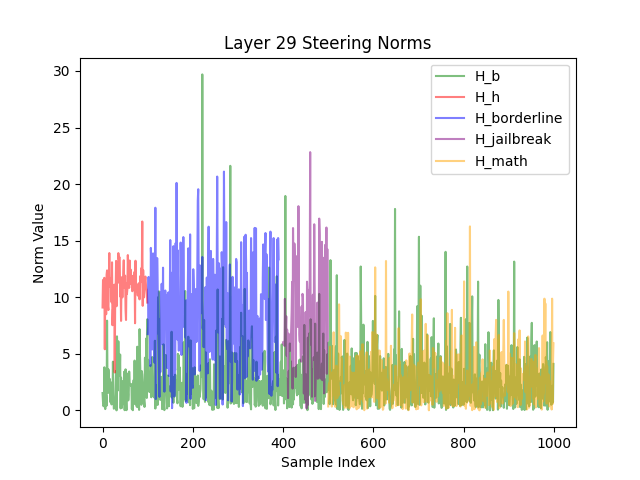 Layer 29 Steering Norms
H_b
H_h
H_borderline
H_jailbreak
H_math
30
25
20
15
10
5
0
Norm Value
0 200 400 600 800 1000
Sample Index